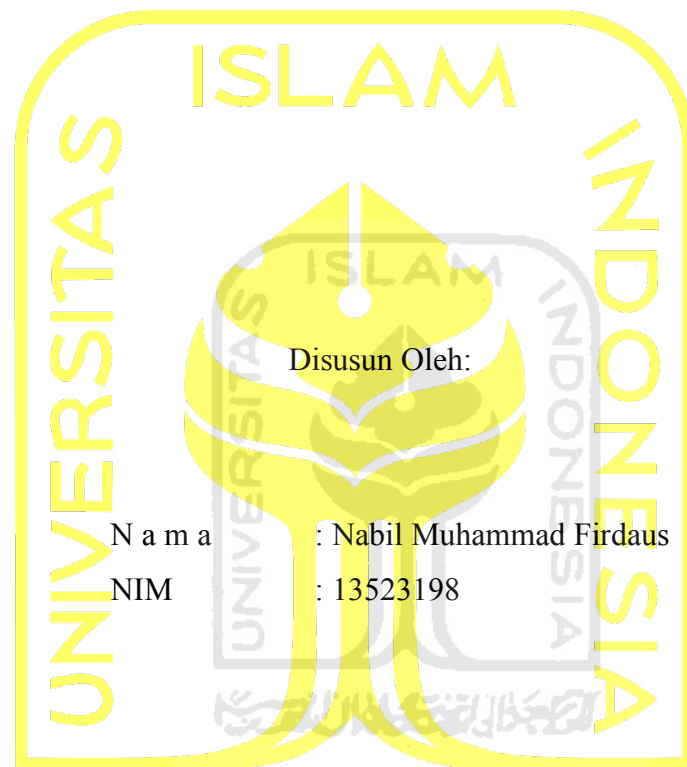 ISLAM
UNIVERSITAS
INDONESIA
ISLAM
UNIVERSITAS
INDONESIA
Disusun Oleh:
N a m a : Nabil Muhammad Firdaus
NIM : 13523198